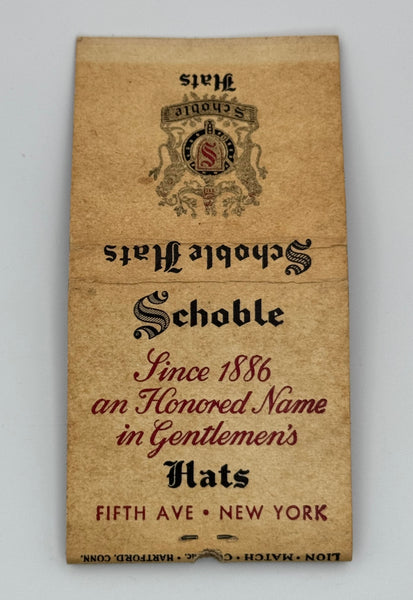 Hats
Schoble
S
Schoble Hats
Schoble
Since 1886
an Honored Name
in Gentlemen's
Hats
FIFTH AVE • NEW YORK
LION • MATCH • HARTFORD, CONN.